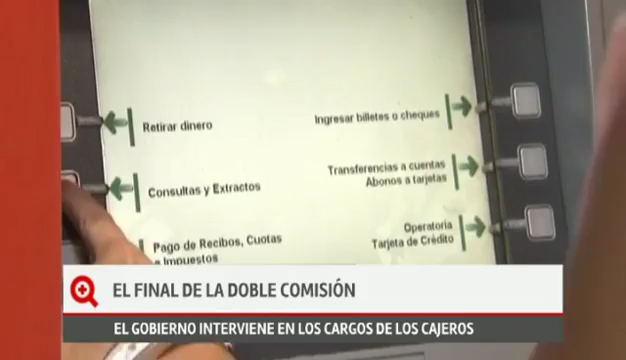 Retirar dinero
Ingresar billetes o cheques
Consultas y Extractos
Transferencias a cuentas
Abonos a tarjetas
Pago de Recibos, Cuotas
e Impuestos
Operatoria
Tarjeta de Crédito
EL FINAL DE LA DOBLE COMISIÓN
EL GOBIERNO INTERVIENE EN LOS CARGOS DE LOS CAJEROS